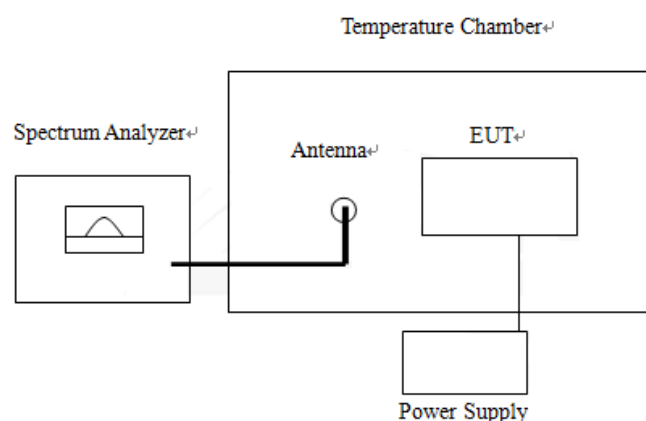 Temperature Chamber↵
Spectrum Analyzer↵
Antenna↵
EUT↵
Power Supply